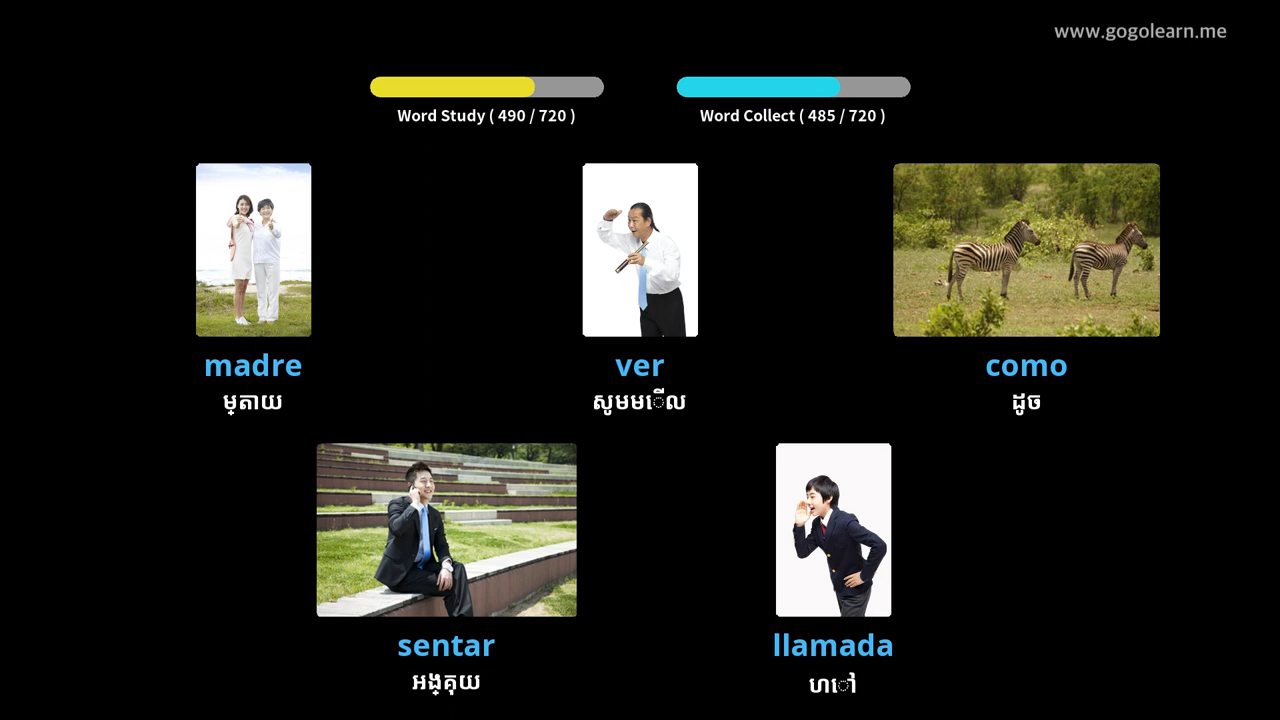 www.gogolearn.me
Word Study ( 490 / 720 )
Word Collect ( 485 / 720 )
madre
ម្តាយ
ver
សូមមើល
como
ដូច
sentar
អង្គុយ
llamada
ហៅ